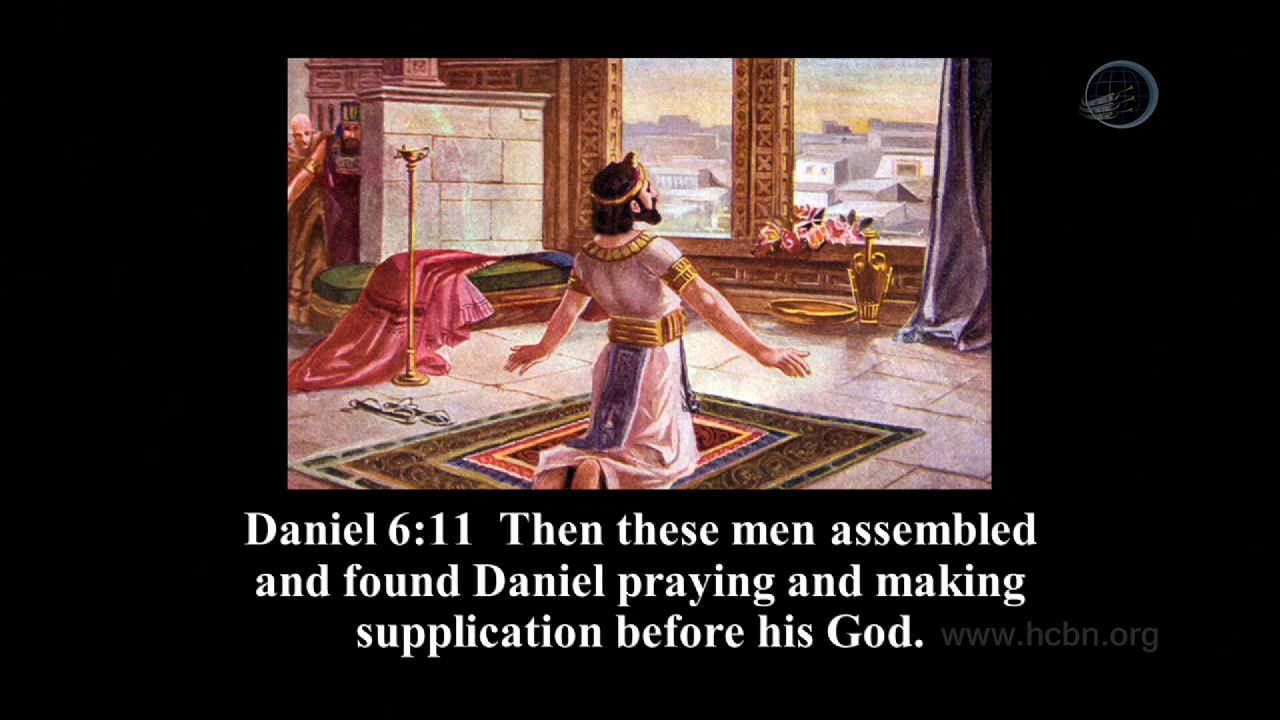 Daniel 6:11  Then these men assembled
and found Daniel praying and making
supplication before his God.
www.hcbn.org